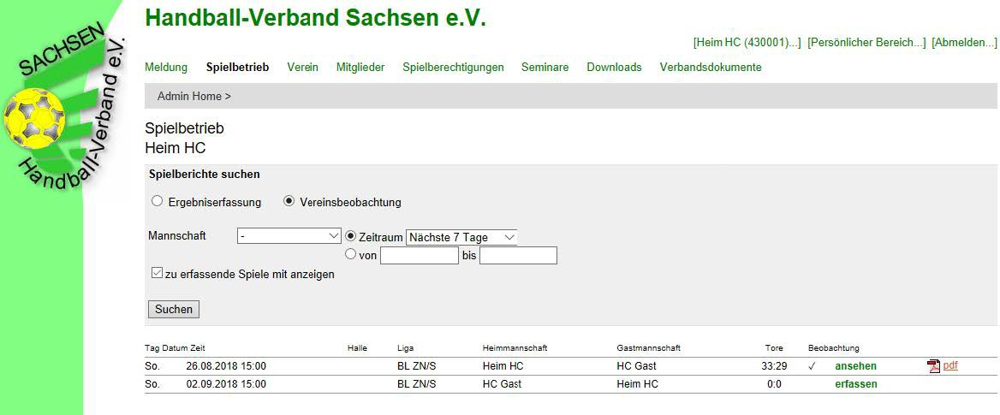 SACHSEN
Handball-Verband e.V.
Handball-Verband Sachsen e.V.
[Heim HC (430001)...] [Persönlicher Bereich...] [Abmelden...]
Meldung Spielbetrieb Verein Mitglieder Spielberechtigungen Seminare Downloads Verbandsdokumente
Admin Home >
Spielbetrieb
Heim HC
Spielberichte suchen
Ergebniserfassung Vereinsbeobachtung
Mannschaft - Zeitraum Nächste 7 Tage
von bis
zu erfassende Spiele mit anzeigen
Suchen
Tag Datum Zeit Halle Liga Heimmannschaft Gastmannschaft Tore Beobachtung
So. 26.08.2018 15:00 BL ZN/S Heim HC HC Gast 33:29 ✓ ansehen pdf
So. 02.09.2018 15:00 BL ZN/S HC Gast Heim HC 0:0 erfassen